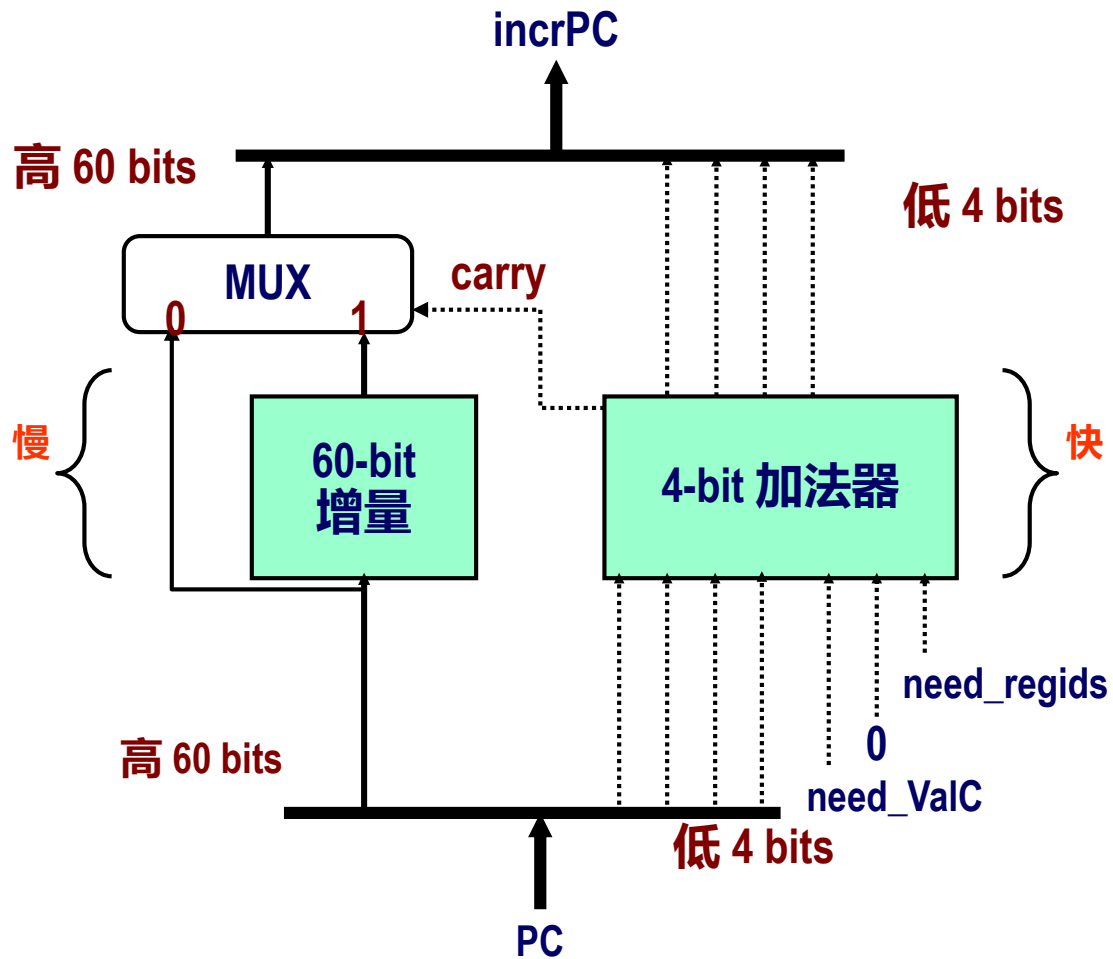 incrPC
高 60 bits
低 4 bits
MUX
carry
0
1
慢
60-bit
增量
4-bit 加法器
快
need_regids
0
need_ValC
高 60 bits
低 4 bits
PC